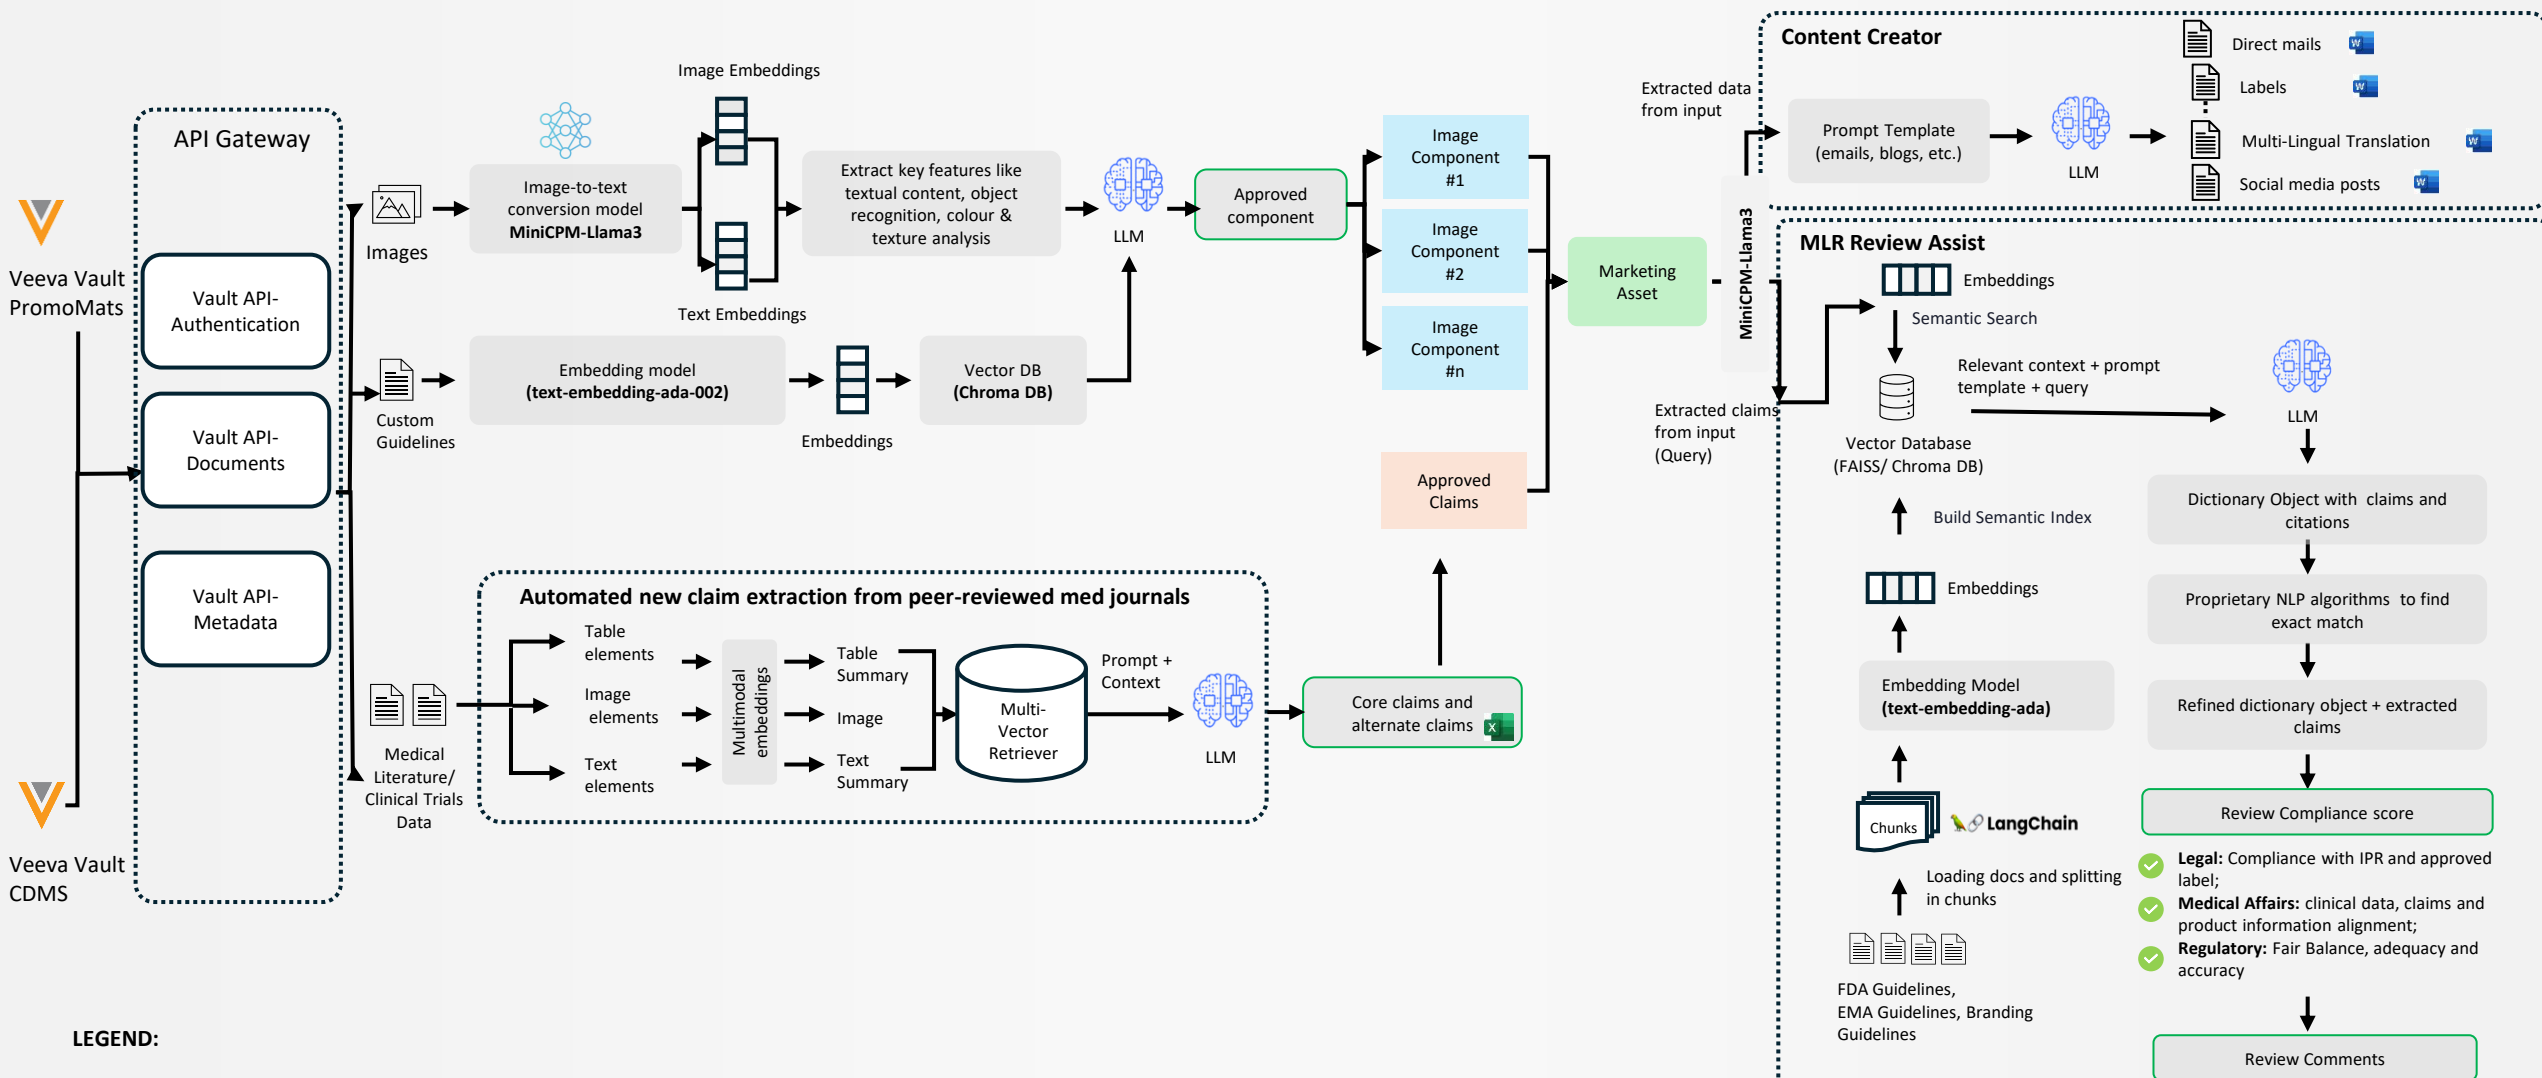 Veeva Vault
PromoMats
Veeva Vault
CDMS
API Gateway
Vault API-
Authentication
Vault API-
Documents
Vault API-
Metadata
Images
Custom
Guidelines
Medical
Literature/
Clinical Trials
Data
Image-to-text
conversion model
MiniCPM-Llama3
Image Embeddings
Text Embeddings
Extract key features like
textual content, object
recognition, colour &
texture analysis
LLM
Embedding model
(text-embedding-ada-002)
Embeddings
Vector DB
(Chroma DB)
Approved
component
Image
Component
#1
Image
Component
#2
Image
Component
#n
Approved
Claims
Automated new claim extraction from peer-reviewed med journals
Table
elements
Image
elements
Text
elements
Multimodal
embeddings
Table
Summary
Image
Text
Summary
Multi-
Vector
Retriever
Prompt +
Context
LLM
Core claims and
alternate claims
X
Marketing
Asset
MiniCPM-Llama3
Extracted data
from input
Extracted claims
from input
(Query)
Content Creator
Prompt Template
(emails, blogs, etc.)
LLM
Direct mails
W
Labels
W
Multi-Lingual Translation
W
Social media posts
W
MLR Review Assist
Embeddings
Semantic Search
Relevant context + prompt
template + query
Vector Database
(FAISS/ Chroma DB)
Build Semantic Index
Embeddings
Embedding Model
(text-embedding-ada)
Chunks
LangChain
Loading docs and splitting
in chunks
FDA Guidelines,
EMA Guidelines, Branding
Guidelines
LLM
Dictionary Object with claims and
citations
Proprietary NLP algorithms to find
exact match
Refined dictionary object + extracted
claims
Review Compliance score
Legal: Compliance with IPR and approved
label;
Medical Affairs: clinical data, claims and
product information alignment;
Regulatory: Fair Balance, adequacy and
accuracy
Review Comments
LEGEND: